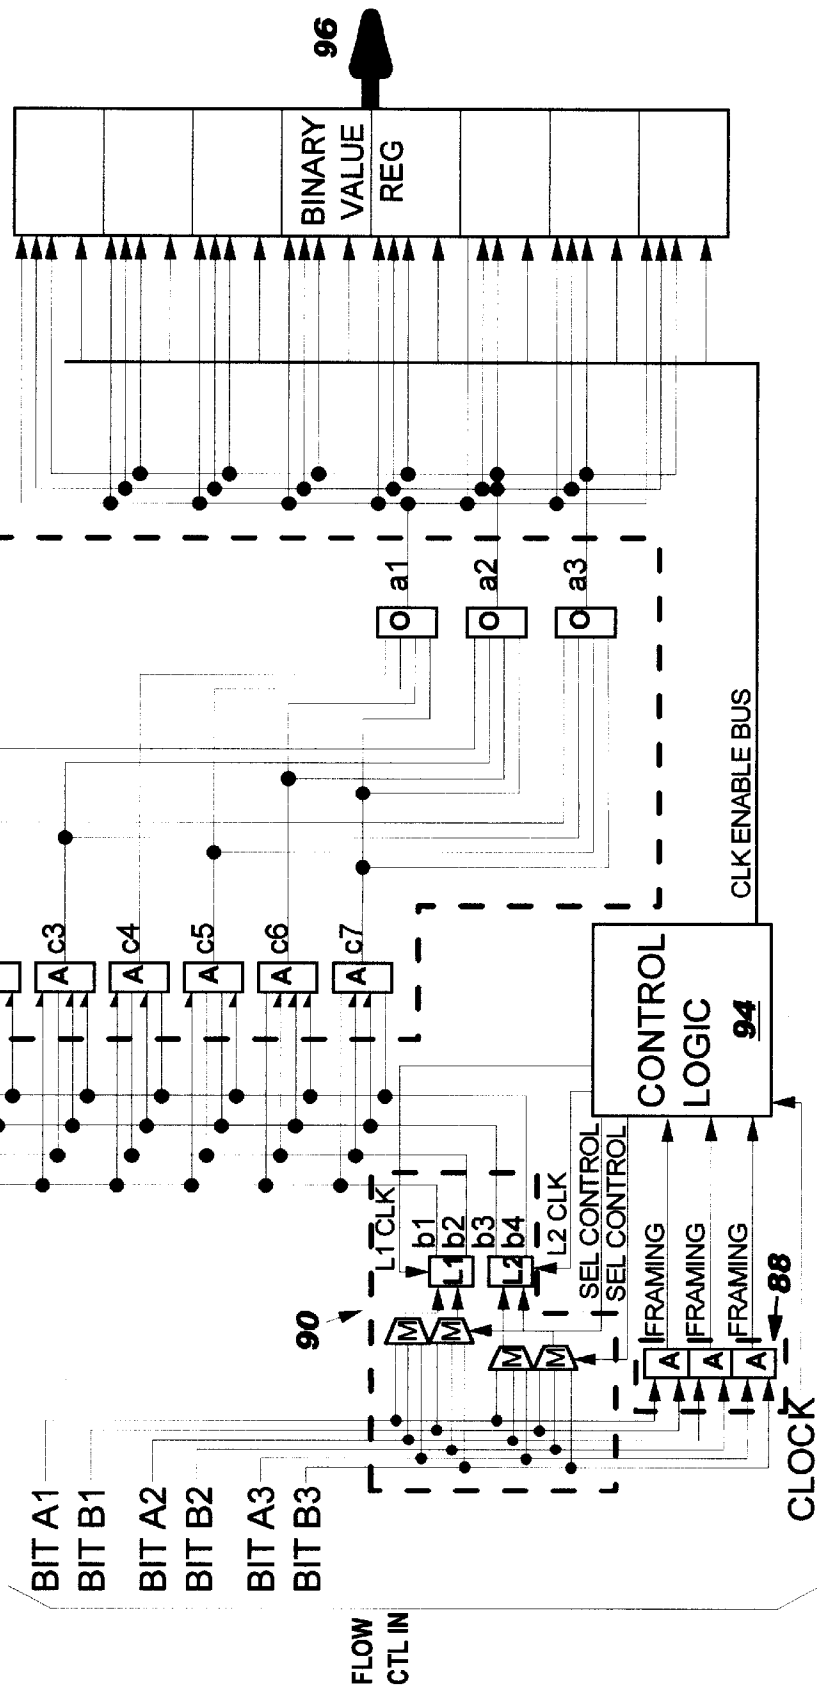 96
BINARY
VALUE
REG
a1
a2
a3
O
O
O
CLK ENABLE BUS
c3
c4
c5
c6
c7
A
A
A
A
A
CONTROL
LOGIC
94
L1 CLK
b1
b2
b3
b4
L2 CLK
SEL CONTROL
SEL CONTROL
L1
L2
90
M
M
M
M
FRAMING
FRAMING
FRAMING
88
A
A
A
BIT A1
BIT B1
BIT A2
BIT B2
BIT A3
BIT B3
CLOCK
FLOW
CTL IN